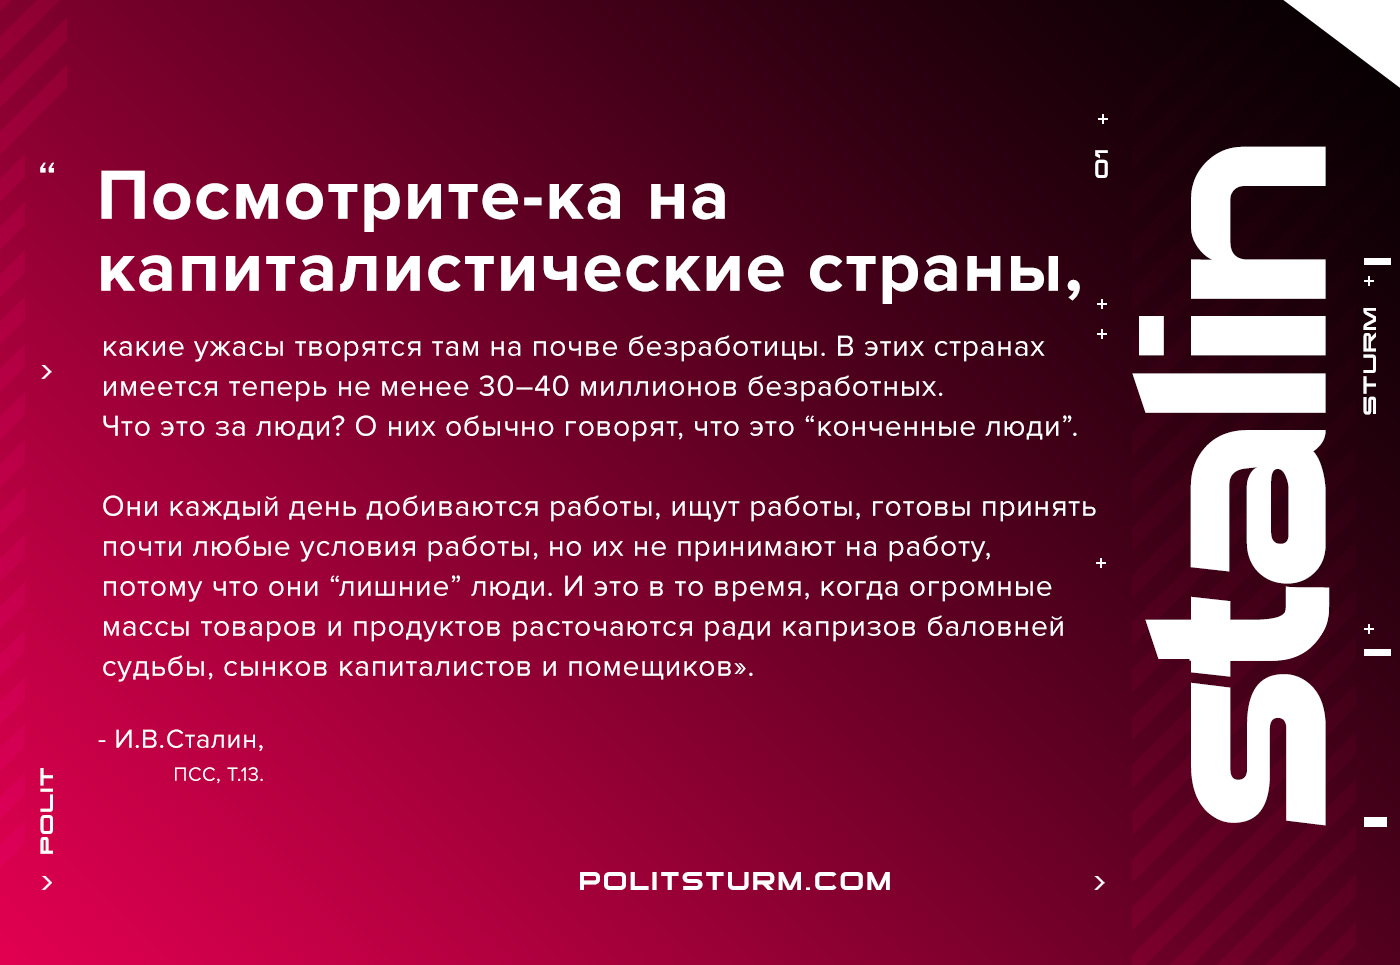 “
Посмотрите-ка на
капиталистические страны,
какие ужасы творятся там на почве безработицы. В этих странах
имеется теперь не менее 30–40 миллионов безработных.
Что это за люди? О них обычно говорят, что это “конченные люди”.
Они каждый день добиваются работы, ищут работы, готовы принять
почти любые условия работы, но их не принимают на работу,
потому что они “лишние” люди. И это в то время, когда огромные
массы товаров и продуктов расточаются ради капризов баловней
судьбы, сынков капиталистов и помещиков».
- И.В.Сталин,
ПСС, Т.13.
POLIT
POLITSTURM.COM
01
stalin
STURM